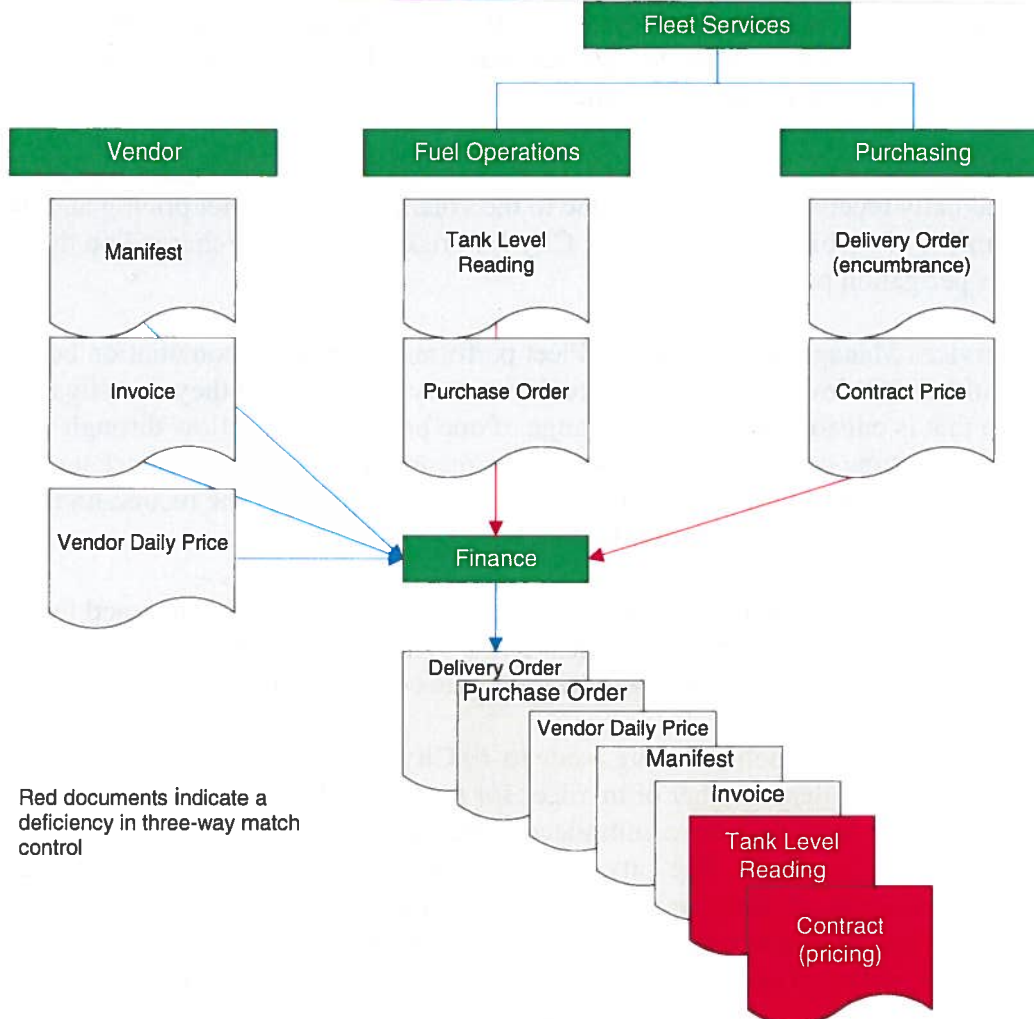 Fleet Services
Vendor
Fuel Operations
Purchasing
Manifest
Tank Level
Reading
Delivery Order
(encumbrance)
Invoice
Purchase Order
Contract Price
Vendor Daily Price
Finance
Delivery Order
Purchase Order
Vendor Daily Price
Manifest
Invoice
Tank Level
Reading
Contract
(pricing)
Red documents indicate a
deficiency in three-way match
control